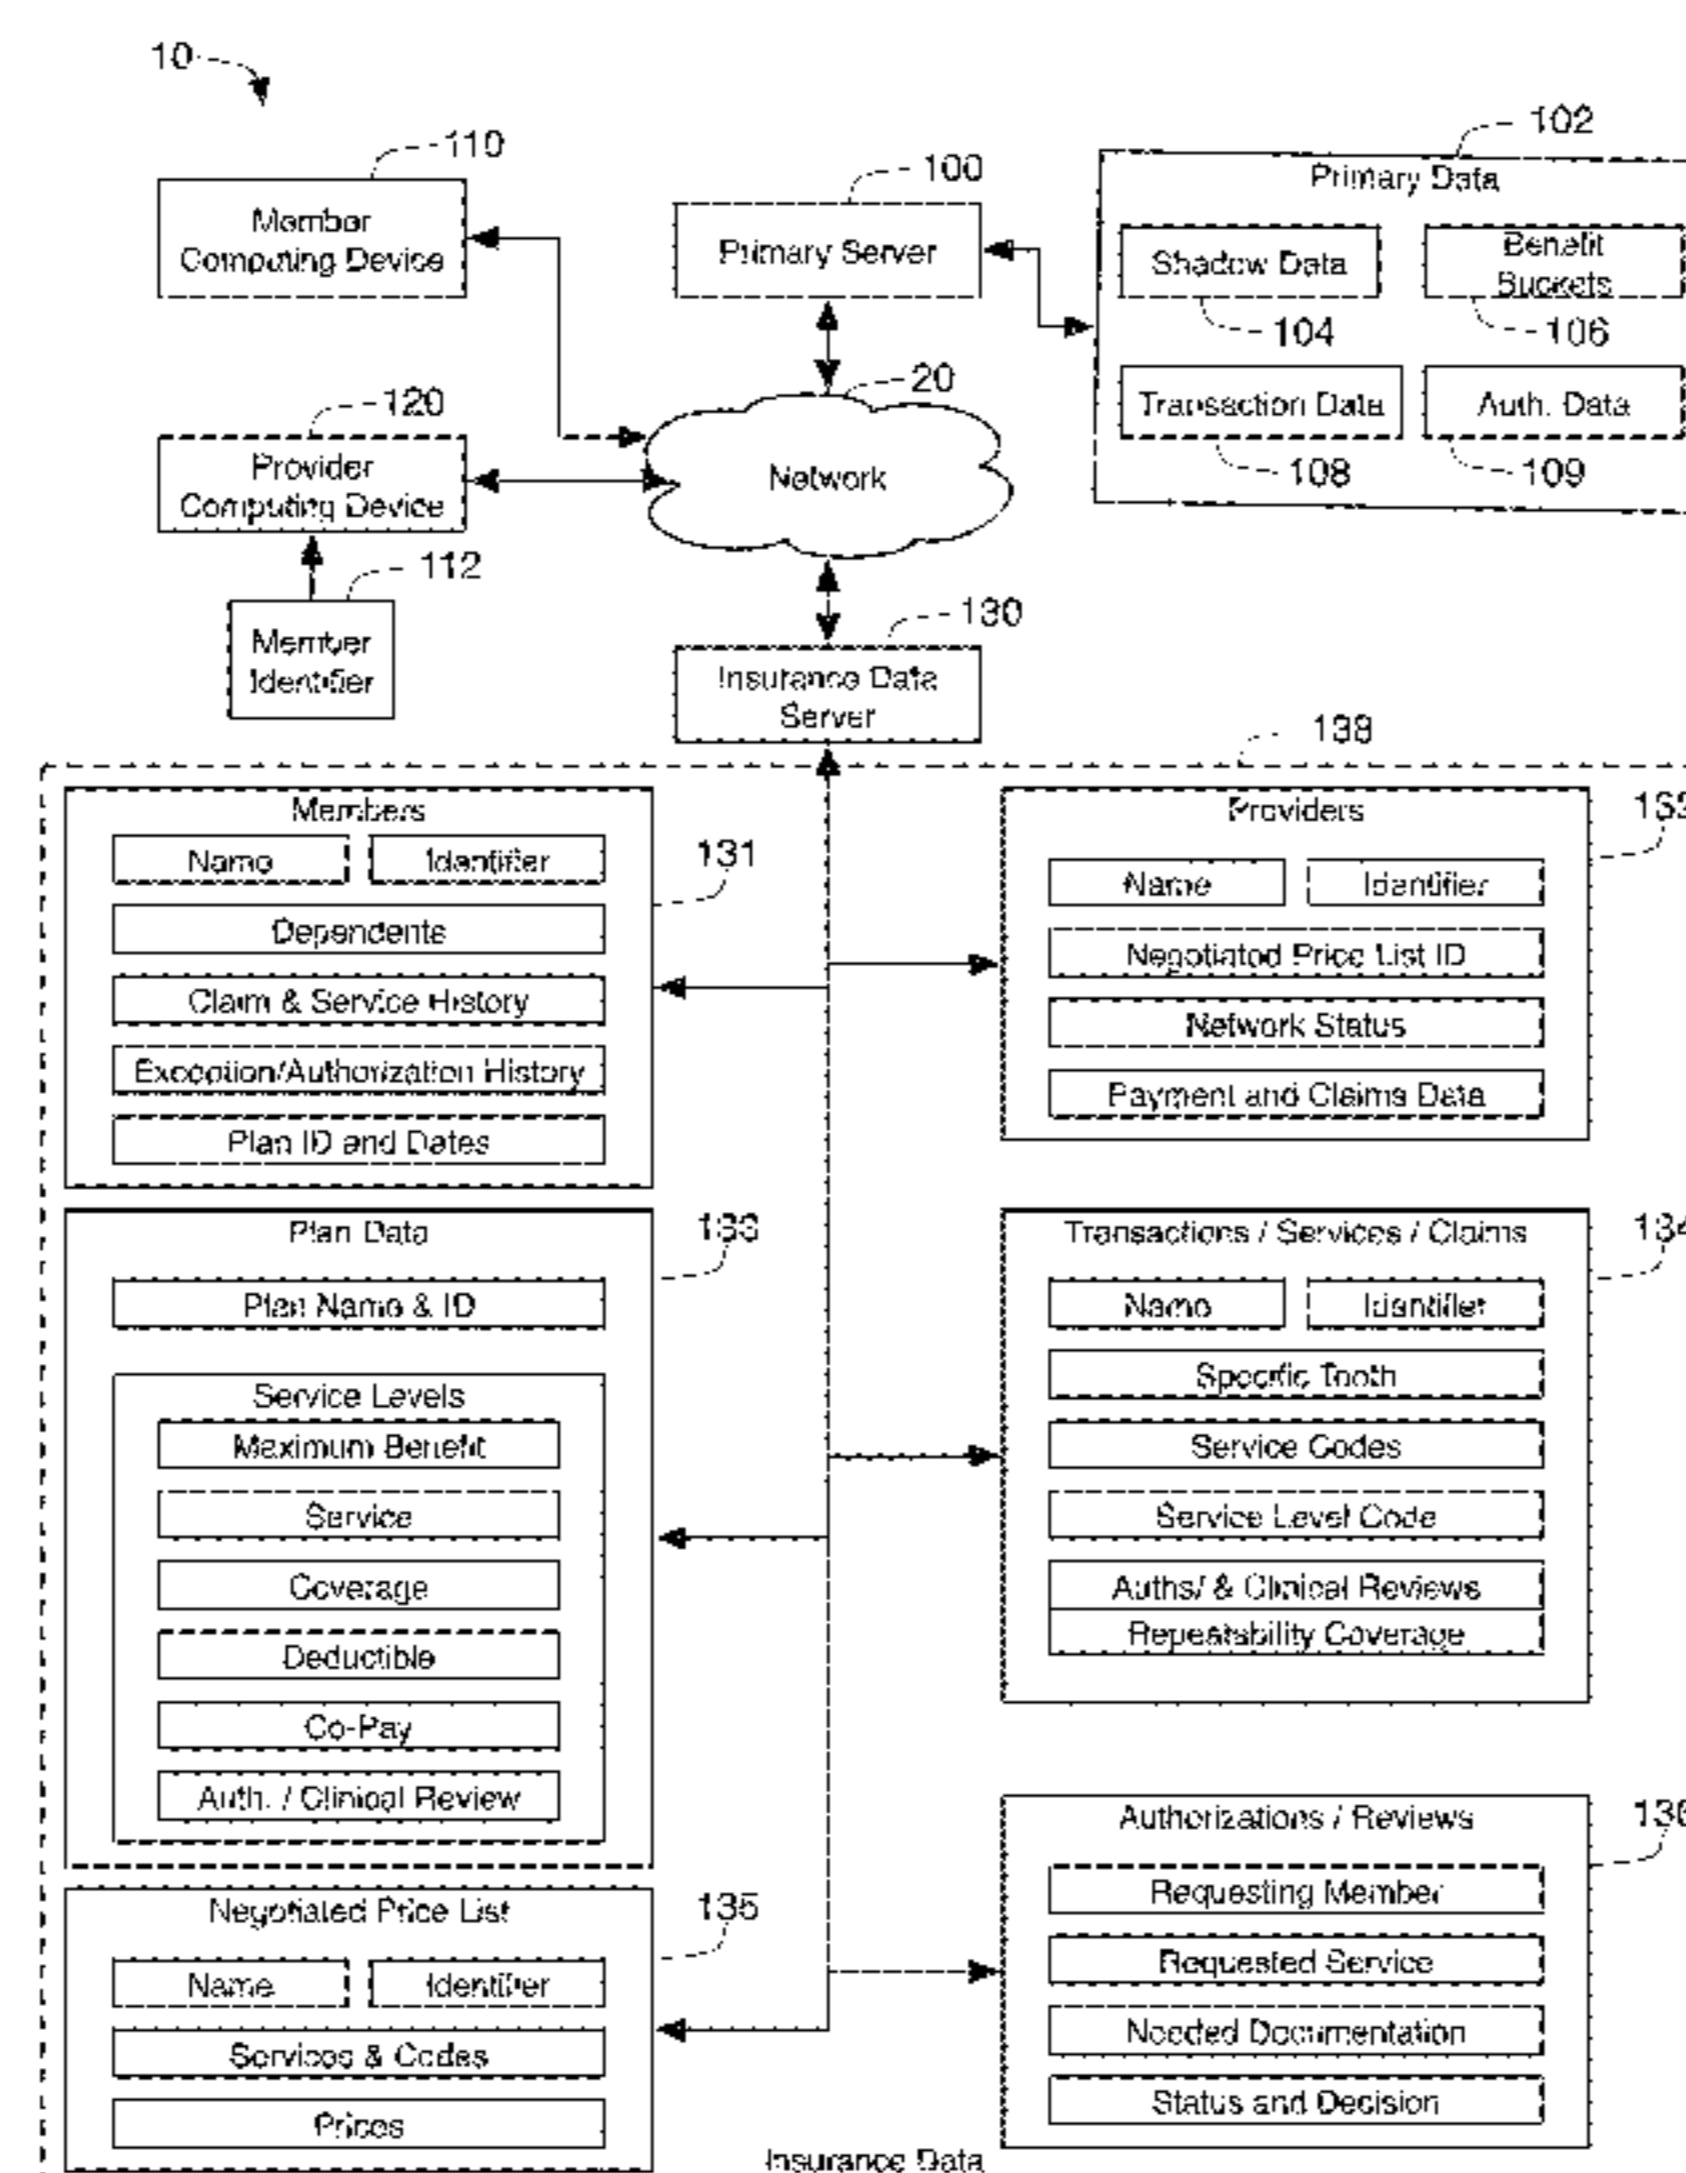 10
110
Member
Computing Device
100
Primary Server
102
Primary Data
Shadow Data
104
Benefit
Buckets
106
Transaction Data
108
Auth. Data
109
120
Provider
Computing Device
20
Network
112
Member
Identifier
130
Insurance Data
Server
138
Members
Name
Identifier
131
Dependents
Claim & Service History
Exception/Authorization History
Plan ID and Dates
Providers
Name
Identifier
Negotiated Price List ID
Network Status
Payment and Claims Data
Plan Data
133
Plan Name & ID
Service Levels
Maximum Benefit
Service
Coverage
Deductible
Co-Pay
Auth. / Clinical Review
Transactions / Services / Claims
134
Name
Identifier
Specific Tooth
Service Codes
Service Level Code
Auths/ & Clinical Reviews
Repeatability Coverage
Negotiated Price List
135
Name
Identifier
Services & Codes
Prices
Authorizations / Reviews
136
Requesting Member
Requested Service
Needed Documentation
Status and Decision
Insurance Data